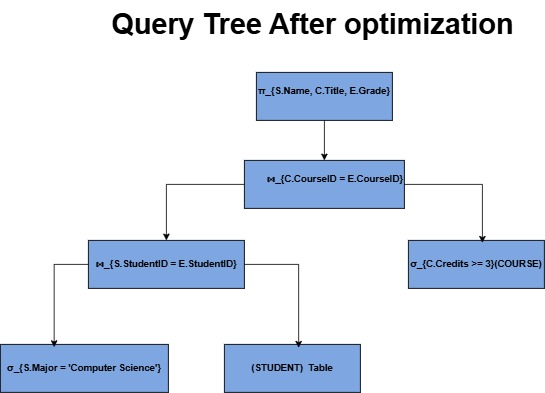 Query Tree After optimization
π_{S.Name, C.Title, E.Grade}
⋈_{C.CourseID = E.CourseID}
⋈_{S.StudentID = E.StudentID}
σ_{C.Credits >= 3}(COURSE)
σ_{S.Major = 'Computer Science'}
(STUDENT) Table